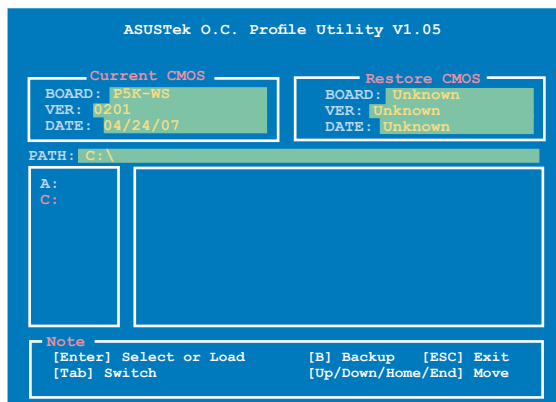 ASUSTek O.C. Profile Utility V1.05
Current CMOS
BOARD: P5K-WS
VER: 0201
DATE: 04/24/07
Restore CMOS
BOARD: Unknown
VER: Unknown
DATE: Unknown
PATH: C:\
A:
C:
Note
[Enter] Select or Load [B] Backup [ESC] Exit
[Tab] Switch [Up/Down/Home/End] Move